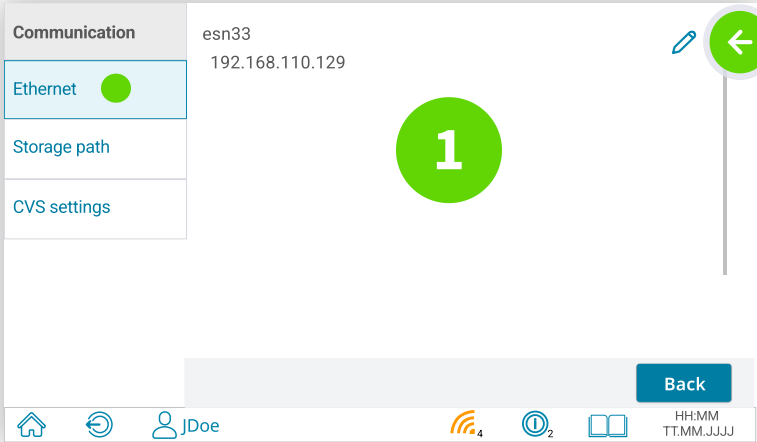 Communication
Ethernet
Storage path
CVS settings
esn33
192.168.110.129
1
Back
JDoe
4
2
HH:MM
TT.MM.JJJJ